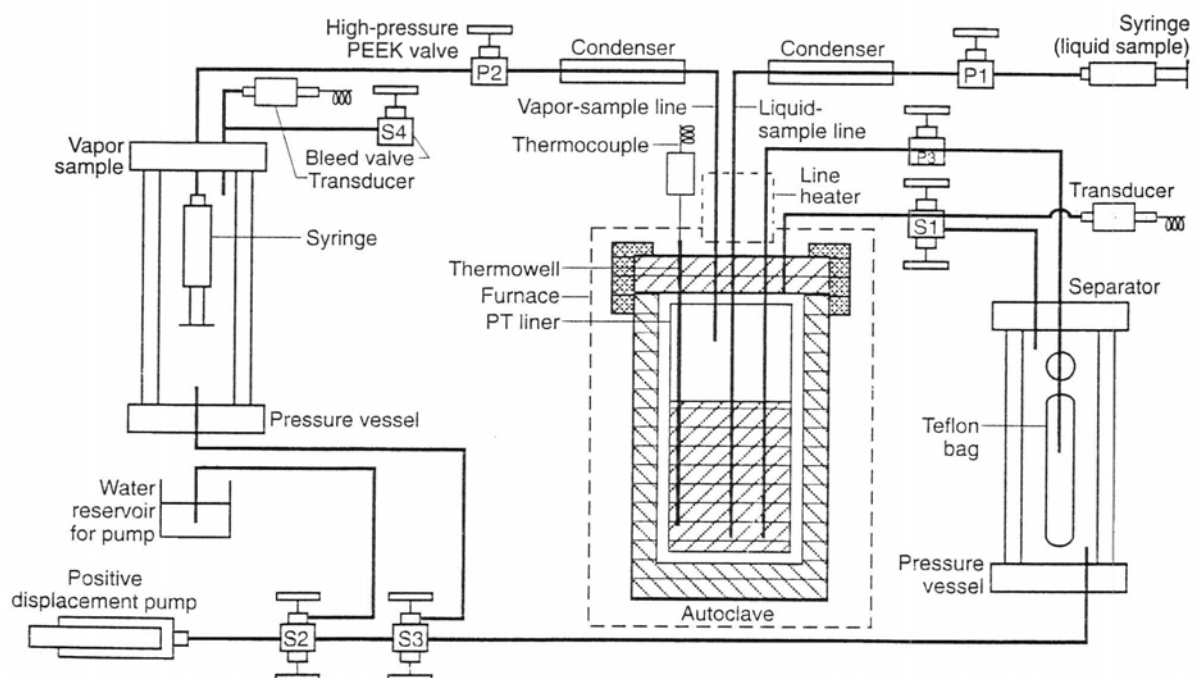 High-pressure
PEEK valve
P2
Condenser
Condenser
P1
Syringe
(liquid sample)
Vapor-sample line
Liquid-
sample line
Thermocouple
S4
Vapor
sample
Bleed valve
Transducer
P3
Line
heater
S1
Transducer
Syringe
Thermowell
Furnace
PT liner
Separator
Pressure vessel
Teflon
bag
Water
reservoir
for pump
Pressure
vessel
Positive
displacement pump
Autoclave
S2
S3